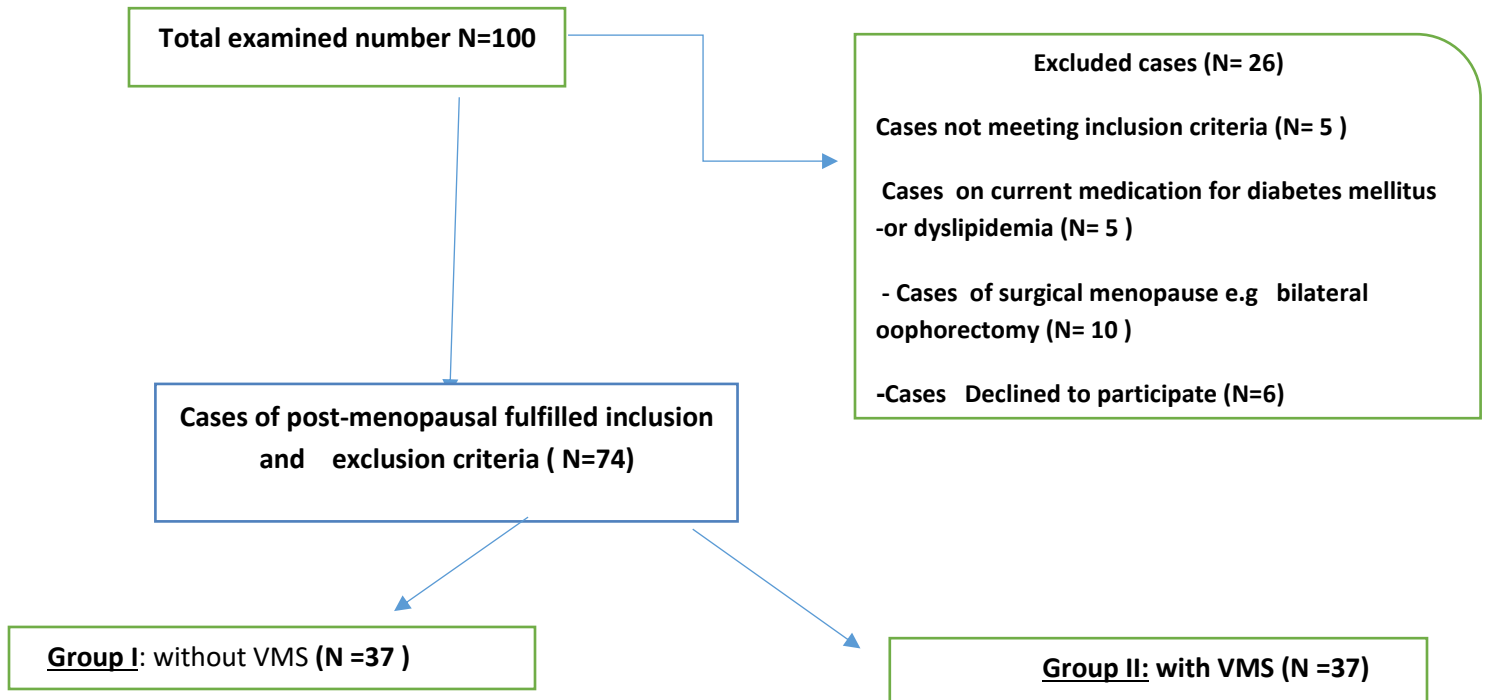 Total examined number N=100
Excluded cases (N= 26)
Cases not meeting inclusion criteria (N= 5 )
Cases on current medication for diabetes mellitus
-or dyslipidemia (N= 5 )
- Cases of surgical menopause e.g bilateral
oophorectomy (N= 10 )
-Cases Declined to participate (N=6)
Cases of post-menopausal fulfilled inclusion
and exclusion criteria ( N=74)
Group I: without VMS (N =37 )
Group II: with VMS (N =37)